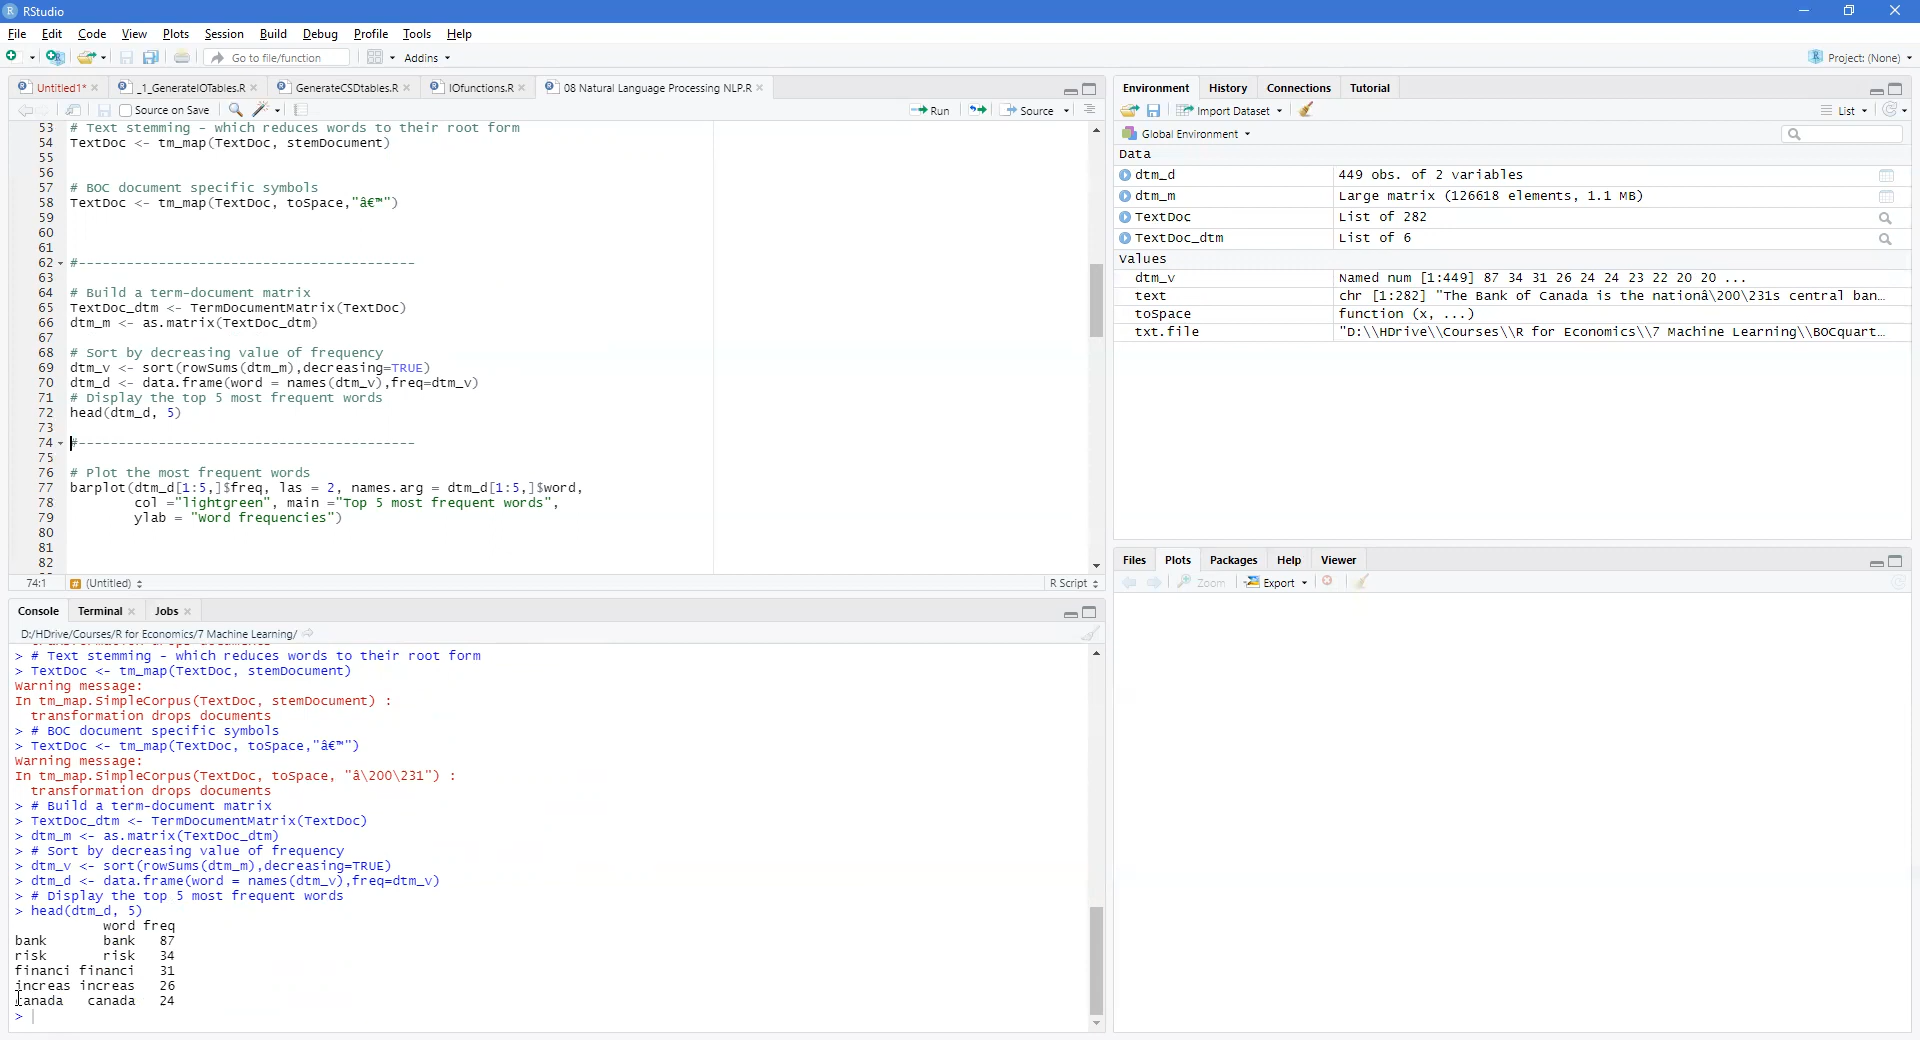 RStudio
File Edit Code View Plots Session Build Debug Profile Tools Help
Go to file/function Addins Project: (None)
Untitled1* _1_GenerateIOTables.R GenerateCSDtables.R IOfunctions.R 08 Natural Language Processing NLP.R
Source on Save Run Source
53 # Text stemming - which reduces words to their root form
54 TextDoc <- tm_map(TextDoc, stemDocument)
55
56
57 # BOC document specific symbols
58 TextDoc <- tm_map(TextDoc, toSpace,"â€™")
59
60
61
62 #------------------------------------------
63
64 # Build a term-document matrix
65 TextDoc_dtm <- TermDocumentMatrix(TextDoc)
66 dtm_m <- as.matrix(TextDoc_dtm)
67
68 # Sort by decreasing value of frequency
69 dtm_v <- sort(rowSums(dtm_m),decreasing=TRUE)
70 dtm_d <- data.frame(word = names(dtm_v),freq=dtm_v)
71 # Display the top 5 most frequent words
72 head(dtm_d, 5)
73
74 #------------------------------------------
75
76 # Plot the most frequent words
77 barplot(dtm_d[1:5,]$freq, las = 2, names.arg = dtm_d[1:5,]$word,
78 col ="lightgreen", main ="Top 5 most frequent words",
79 ylab = "Word frequencies")
80
81
82
74:1 (Untitled) R Script
Console Terminal Jobs
D:/HDrive/Courses/R for Economics/7 Machine Learning/
> # Text stemming - which reduces words to their root form
> TextDoc <- tm_map(TextDoc, stemDocument)
Warning message:
In tm_map.SimpleCorpus(TextDoc, stemDocument) :
transformation drops documents
> # BOC document specific symbols
> TextDoc <- tm_map(TextDoc, toSpace,"â€™")
Warning message:
In tm_map.SimpleCorpus(TextDoc, toSpace, "â\200\231") :
transformation drops documents
> # Build a term-document matrix
> TextDoc_dtm <- TermDocumentMatrix(TextDoc)
> dtm_m <- as.matrix(TextDoc_dtm)
> # Sort by decreasing value of frequency
> dtm_v <- sort(rowSums(dtm_m),decreasing=TRUE)
> dtm_d <- data.frame(word = names(dtm_v),freq=dtm_v)
> # Display the top 5 most frequent words
> head(dtm_d, 5)
word freq
bank bank 87
risk risk 34
financi financi 31
increas increas 26
canada canada 24
>
Environment History Connections Tutorial
Import Dataset List
Global Environment
Data
dtm_d 449 obs. of 2 variables
dtm_m Large matrix (126618 elements, 1.1 MB)
TextDoc List of 282
TextDoc_dtm List of 6
Values
dtm_v Named num [1:449] 87 34 31 26 24 24 23 22 20 20 ...
text chr [1:282] "The Bank of Canada is the nationâ\200\231s central ban...
toSpace function (x, ...)
txt.file "D:\\HDrive\\Courses\\R for Economics\\7 Machine Learning\\BOCquart...
Files Plots Packages Help Viewer
Zoom Export